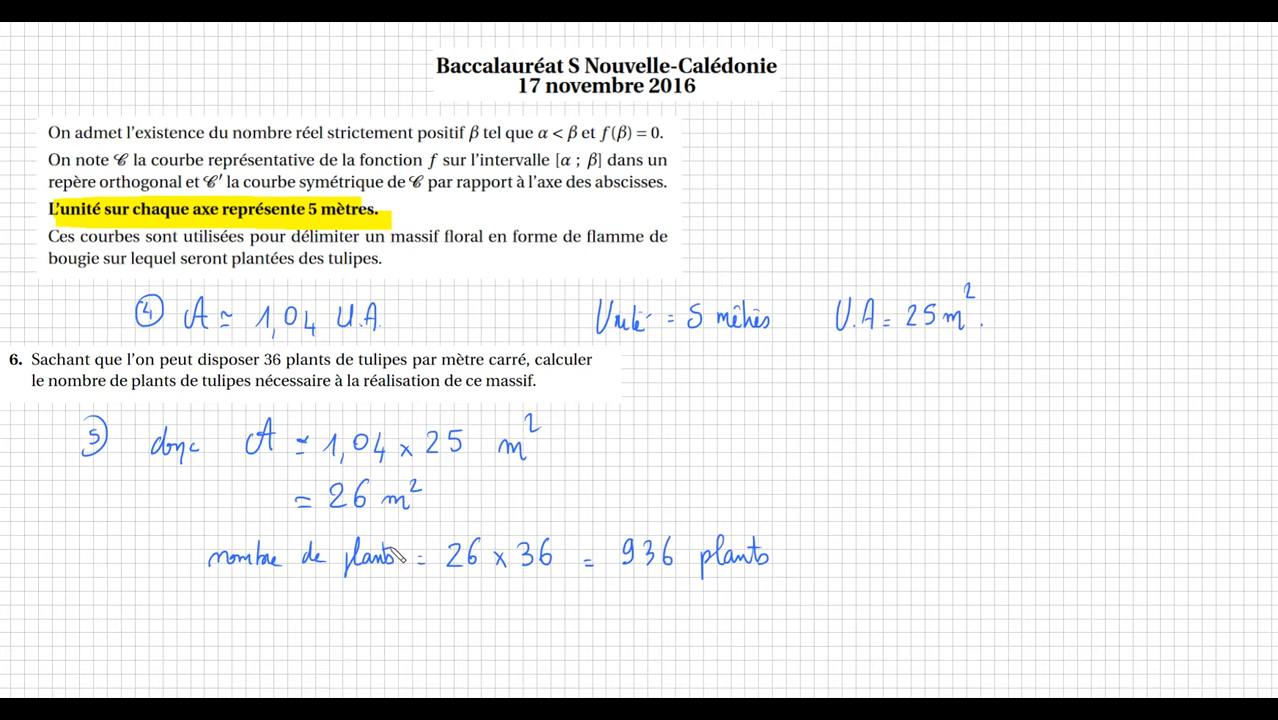 Baccalauréat S Nouvelle-Calédonie
17 novembre 2016
On admet l'existence du nombre réel strictement positif β tel que α < β et f(β) = 0.
On note 𝒞 la courbe représentative de la fonction f sur l'intervalle [α ; β] dans un
repère orthogonal et 𝒞′ la courbe symétrique de 𝒞 par rapport à l'axe des abscisses.
L'unité sur chaque axe représente 5 mètres.
Ces courbes sont utilisées pour délimiter un massif floral en forme de flamme de
bougie sur lequel seront plantées des tulipes.
④ A ≃ 1,04 U.A. Unité = 5 mètres U.A = 25 m².
6. Sachant que l'on peut disposer 36 plants de tulipes par mètre carré, calculer
le nombre de plants de tulipes nécessaire à la réalisation de ce massif.
⑤ donc A ≃ 1,04 × 25 m²
= 26 m²
nombre de plants = 26 × 36 = 936 plants